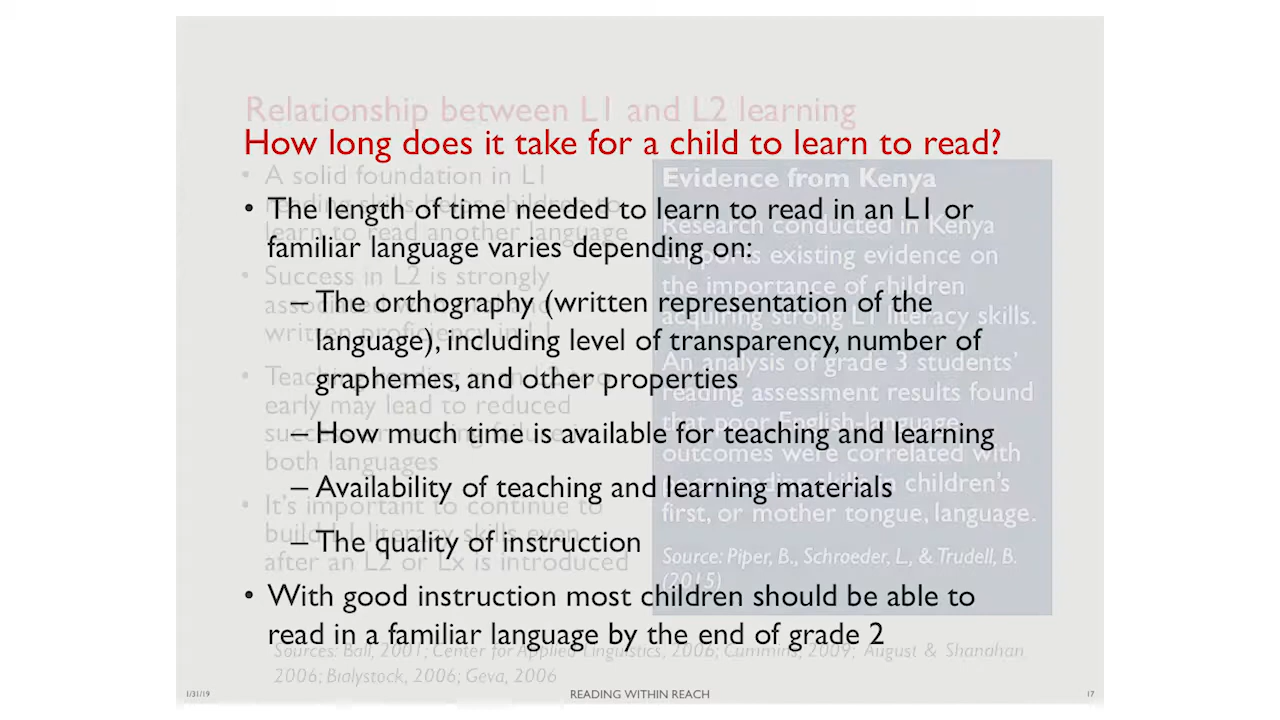 Relationship between L1 and L2 learning
How long does it take for a child to learn to read?
• The length of time needed to learn to read in an L1 or
familiar language varies depending on:
– The orthography (written representation of the
language), including level of transparency, number of
graphemes, and other properties
– How much time is available for teaching and learning
– Availability of teaching and learning materials
– The quality of instruction
• With good instruction most children should be able to
read in a familiar language by the end of grade 2
• A solid foundation in L1
learn to read another language
• Success in L2 is strongly
early may lead to reduced
both languages
• It's important to continue to
after an L2 or Lx is introduced
Evidence from Kenya
Research conducted in Kenya
supports existing evidence on
the importance of children
acquiring strong L1 literacy skills.
An analysis of grade 3 students'
reading assessment results found
that poor English-language
outcomes were correlated with
poor reading skills in children's
first, or mother tongue, language.
Source: Piper, B., Schroeder, L., & Trudell, B.
(2015)
Sources: Ball, 2001; Center for Applied Linguistics, 2006; Cummins, 2009; August & Shanahan
2006; Bialystock, 2006; Geva, 2006
1/31/19 READING WITHIN REACH 17